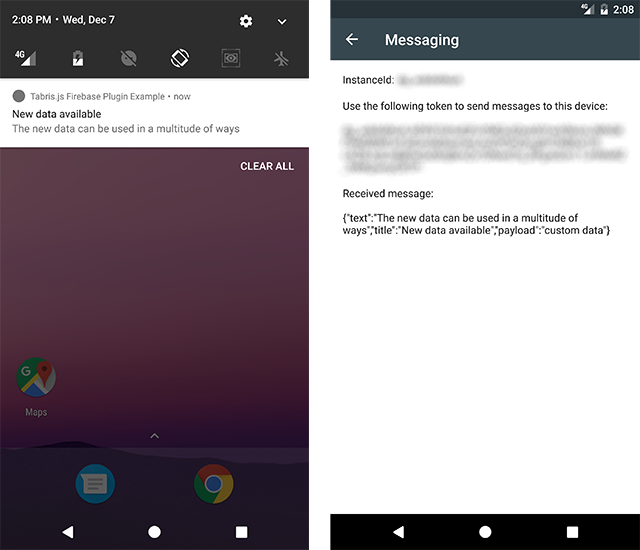 2:08 PM • Wed, Dec 7
4G
Tabris.js Firebase Plugin Example • now
New data available
The new data can be used in a multitude of ways
CLEAR ALL
Maps
4G 2:08
Messaging
InstanceId:
Use the following token to send messages to this device:
Received message:
{"text":"The new data can be used in a multitude of
ways","title":"New data available","payload":"custom data"}